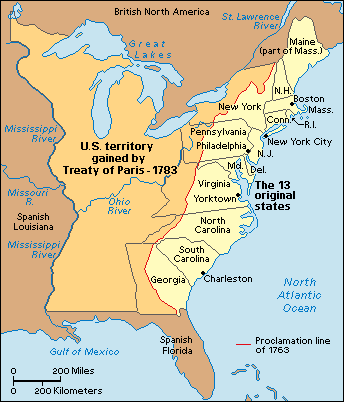 British North America
St. Lawrence
River
Great
Lakes
Maine
(part of Mass.)
N.H.
New York
Boston
Mass.
Conn.
R.I.
Mississippi
River
U.S. territory
gained by
Treaty of Paris - 1783
Pennsylvania
Philadelphia
New York City
N.J.
Md.
Del.
Missouri R.
Ohio
River
Virginia
Yorktown
The 13
original
states
Spanish
Louisiana
North
Carolina
Mississippi
River
South
Carolina
Georgia
Charleston
North
Atlantic
Ocean
Spanish
Florida
Gulf of Mexico
Proclamation line
of 1763
0 200 Miles
0 200 Kilometers